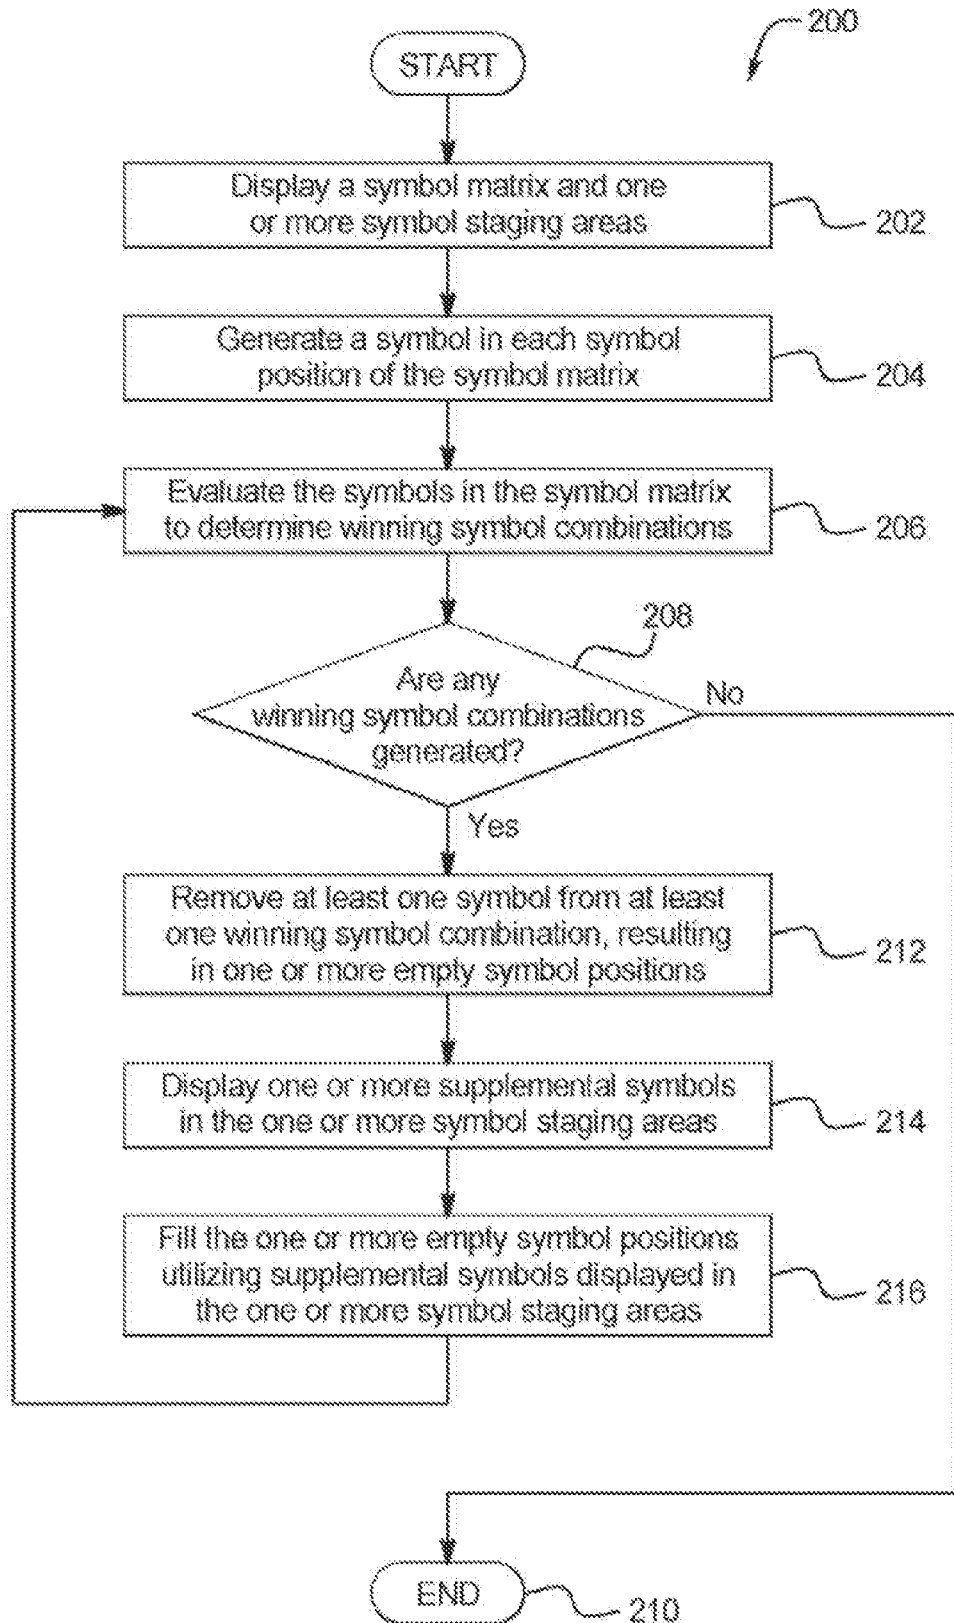 200
START
Display a symbol matrix and one
or more symbol staging areas
202
Generate a symbol in each symbol
position of the symbol matrix
204
Evaluate the symbols in the symbol matrix
to determine winning symbol combinations
206
208
Are any
winning symbol combinations
generated?
No
Yes
Remove at least one symbol from at least
one winning symbol combination, resulting
in one or more empty symbol positions
212
Display one or more supplemental symbols
in the one or more symbol staging areas
214
Fill the one or more empty symbol positions
utilizing supplemental symbols displayed in
the one or more symbol staging areas
216
END
210